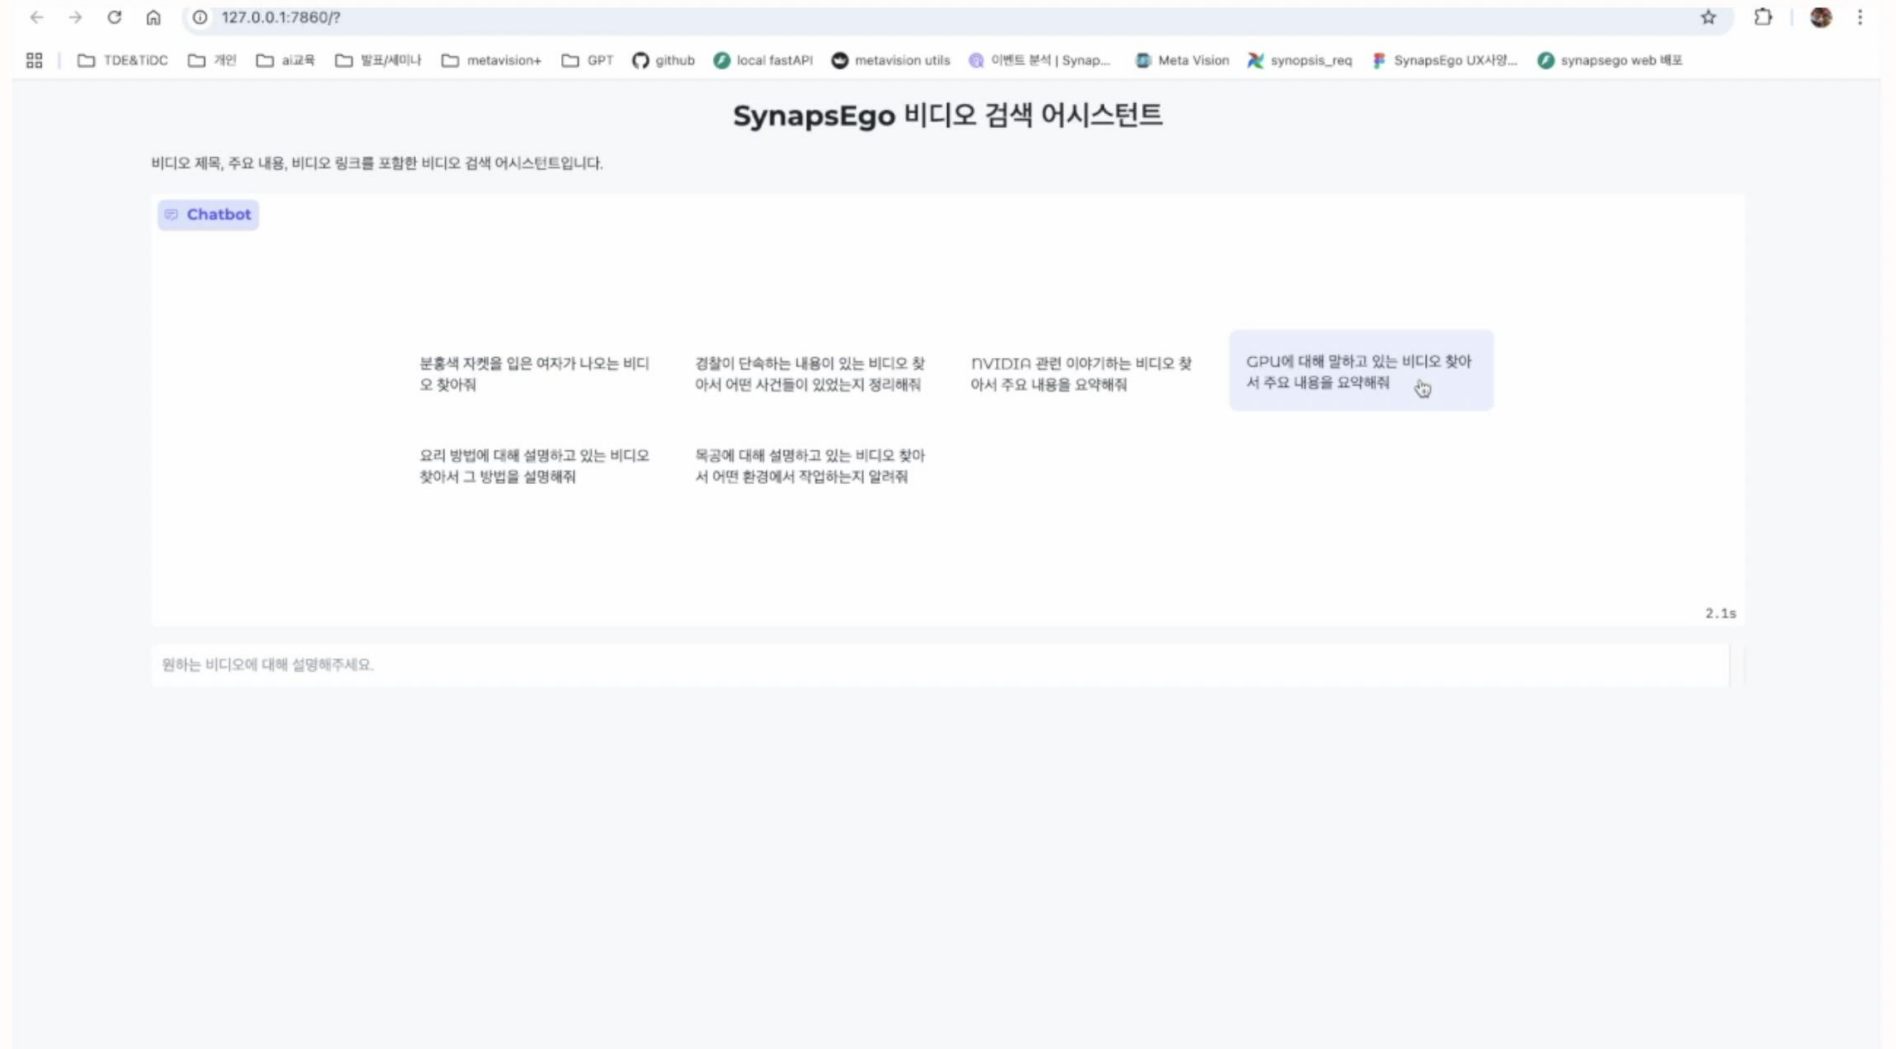 127.0.0.1:7860/?
TDE&TiDC 개인 ai교육 발표/세미나 metavision+ GPT github local fastAPI metavision utils 이벤트 분석 | Synap... Meta Vision synopsis_req SynapsEgo UX사양... synapsego web 배포
SynapsEgo 비디오 검색 어시스턴트
비디오 제목, 주요 내용, 비디오 링크를 포함한 비디오 검색 어시스턴트입니다.
Chatbot
분홍색 자켓을 입은 여자가 나오는 비디
오 찾아줘
경찰이 단속하는 내용이 있는 비디오 찾
아서 어떤 사건들이 있었는지 정리해줘
NVIDIA 관련 이야기하는 비디오 찾
아서 주요 내용을 요약해줘
GPU에 대해 말하고 있는 비디오 찾아
서 주요 내용을 요약해줘
요리 방법에 대해 설명하고 있는 비디오
찾아서 그 방법을 설명해줘
목공에 대해 설명하고 있는 비디오 찾아
서 어떤 환경에서 작업하는지 알려줘
2.1s
원하는 비디오에 대해 설명해주세요.